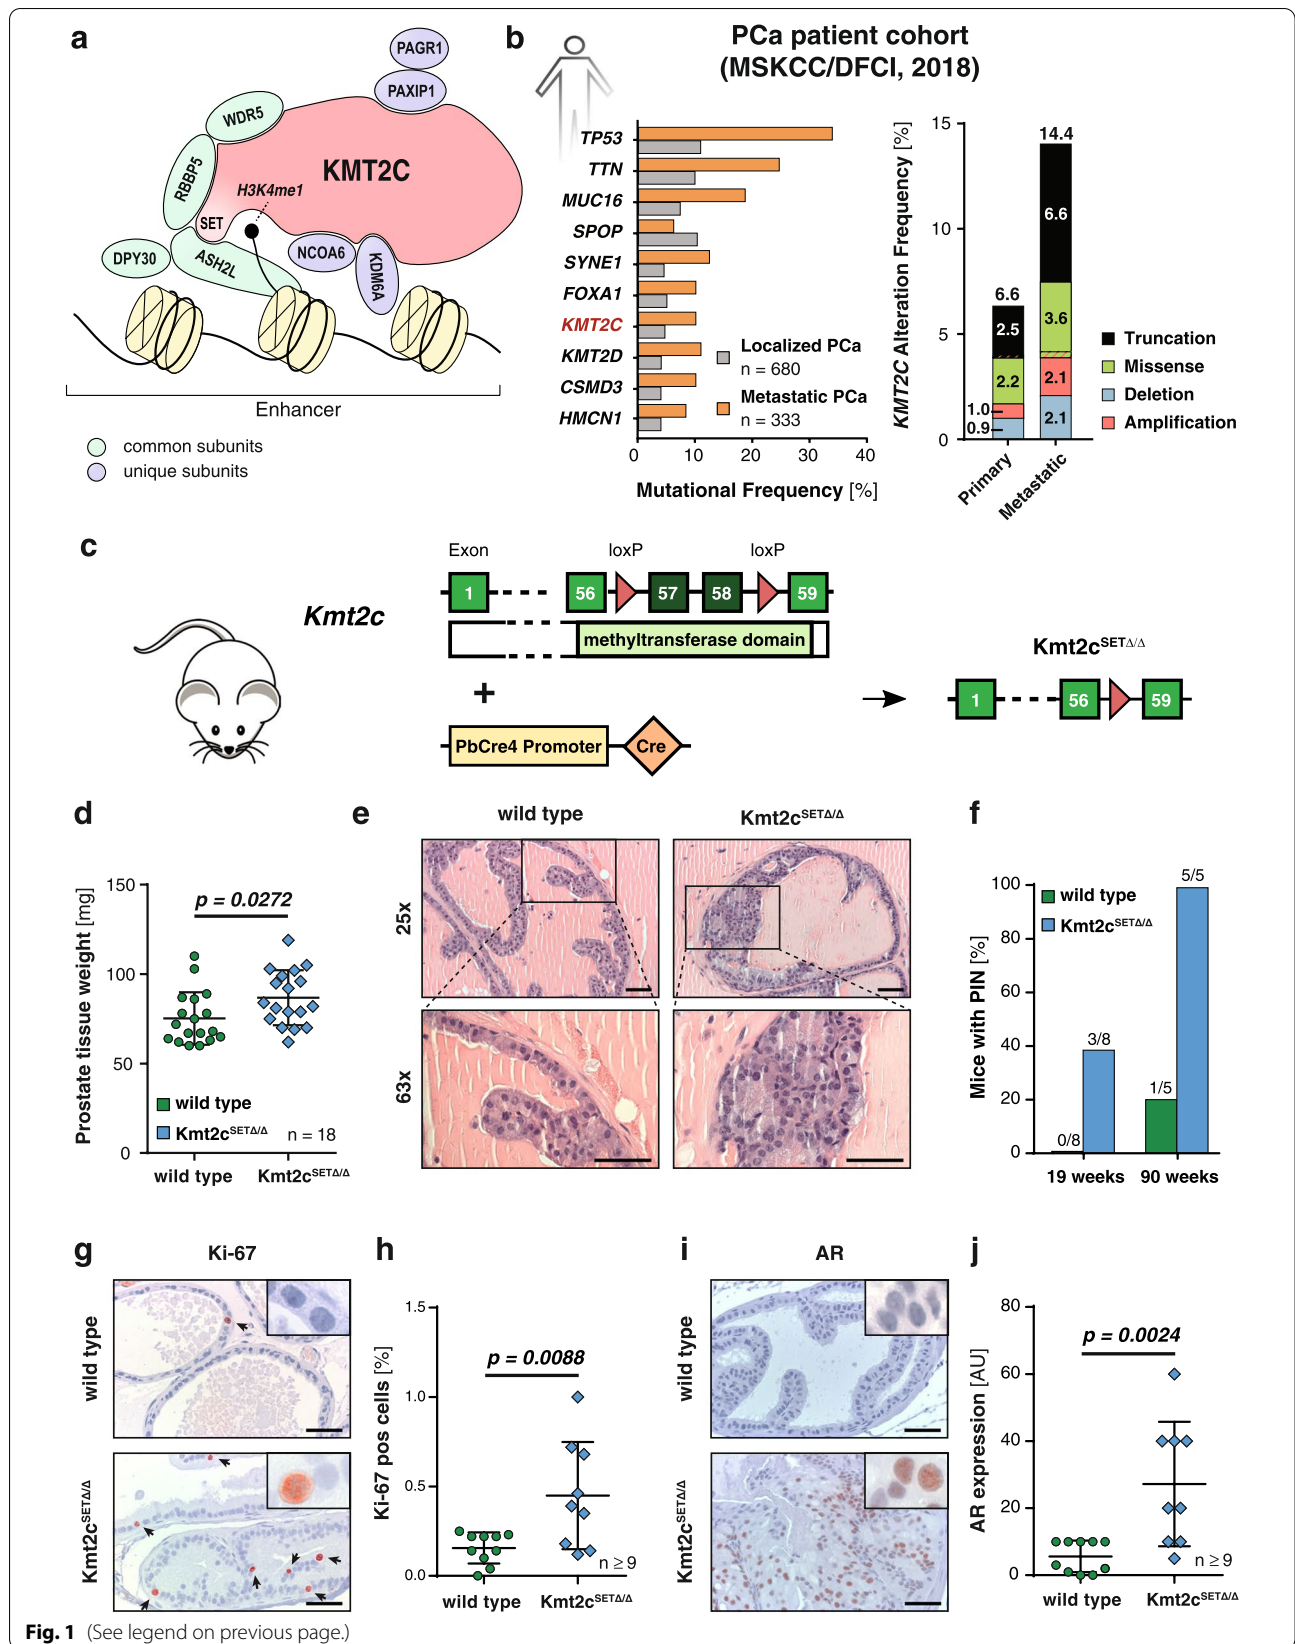 a
PAGR1
PAXIP1
WDR5
RBBP5
KMT2C
H3K4me1
SET
DPY30
ASH2L
NCOA6
KDM6A
Enhancer
common subunits
unique subunits
b
PCa patient cohort
(MSKCC/DFCI, 2018)
TP53
TTN
MUC16
SPOP
SYNE1
FOXA1
KMT2C
KMT2D
CSMD3
HMCN1
Localized PCa
n = 680
Metastatic PCa
n = 333
0 10 20 30 40
Mutational Frequency [%]
KMT2C Alteration Frequency [%]
15
10
5
0
14.4
6.6
3.6
2.1
2.1
6.6
2.5
2.2
1.0
0.9
Primary
Metastatic
Truncation
Missense
Deletion
Amplification
c
Exon loxP loxP
Kmt2c
1 56 57 58 59
methyltransferase domain
+
PbCre4 Promoter Cre
Kmt2cSETΔ/Δ
1 56 59
d
Prostate tissue weight [mg]
150
100
50
0
p = 0.0272
wild type
Kmt2cSETΔ/Δ n = 18
wild type Kmt2cSETΔ/Δ
e
wild type Kmt2cSETΔ/Δ
25x
63x
f
Mice with PIN [%]
100
80
60
40
20
0
wild type
Kmt2cSETΔ/Δ
0/8
3/8
1/5
5/5
19 weeks 90 weeks
g
Ki-67
wild type
Kmt2cSETΔ/Δ
h
Ki-67 pos cells [%]
1.5
1.0
0.5
0.0
p = 0.0088
n ≥ 9
wild type Kmt2cSETΔ/Δ
i
AR
wild type
Kmt2cSETΔ/Δ
j
AR expression [AU]
80
60
40
20
0
p = 0.0024
n ≥ 9
wild type Kmt2cSETΔ/Δ
Fig. 1 (See legend on previous page.)